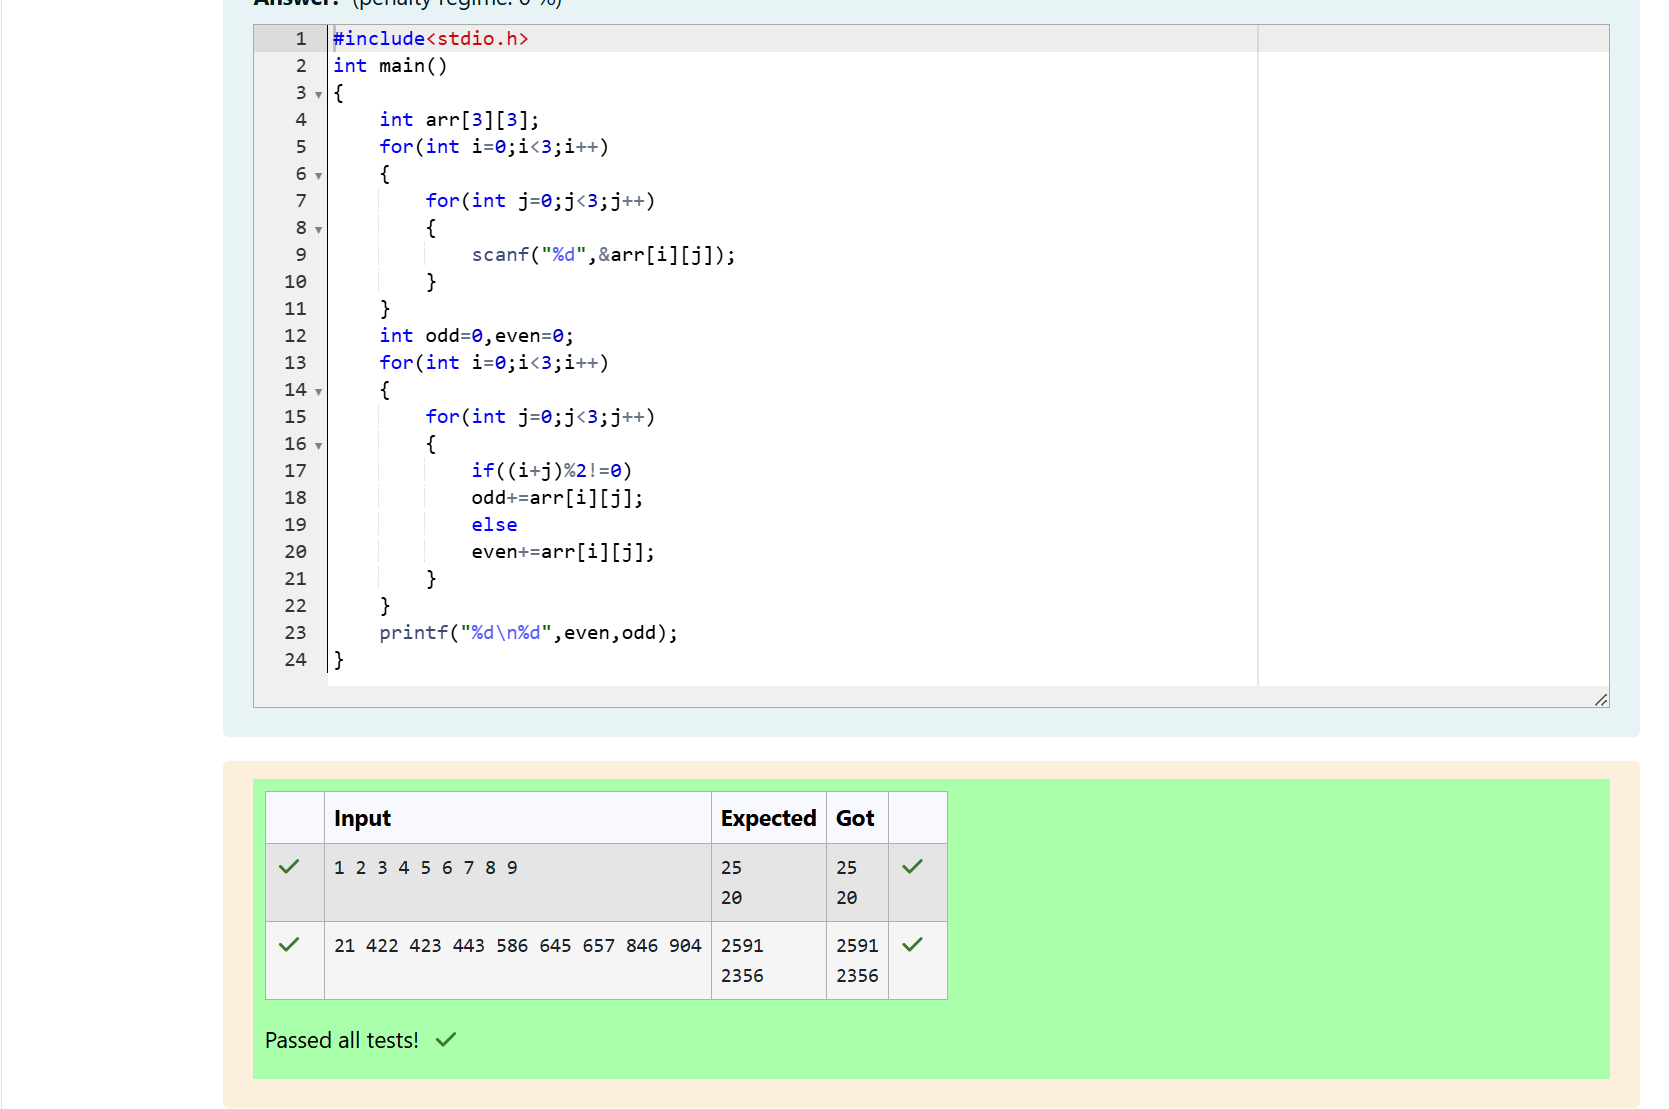 Answer: (penalty regime: 0 %)
1 #include<stdio.h>
2 int main()
3 {
4     int arr[3][3];
5     for(int i=0;i<3;i++)
6     {
7         for(int j=0;j<3;j++)
8         {
9             scanf("%d",&arr[i][j]);
10         }
11     }
12     int odd=0,even=0;
13     for(int i=0;i<3;i++)
14     {
15         for(int j=0;j<3;j++)
16         {
17             if((i+j)%2!=0)
18             odd+=arr[i][j];
19             else
20             even+=arr[i][j];
21         }
22     }
23     printf("%d\n%d",even,odd);
24 }
Input Expected Got
1 2 3 4 5 6 7 8 9 25 25
20 20
21 422 423 443 586 645 657 846 904 2591 2591
2356 2356
Passed all tests!